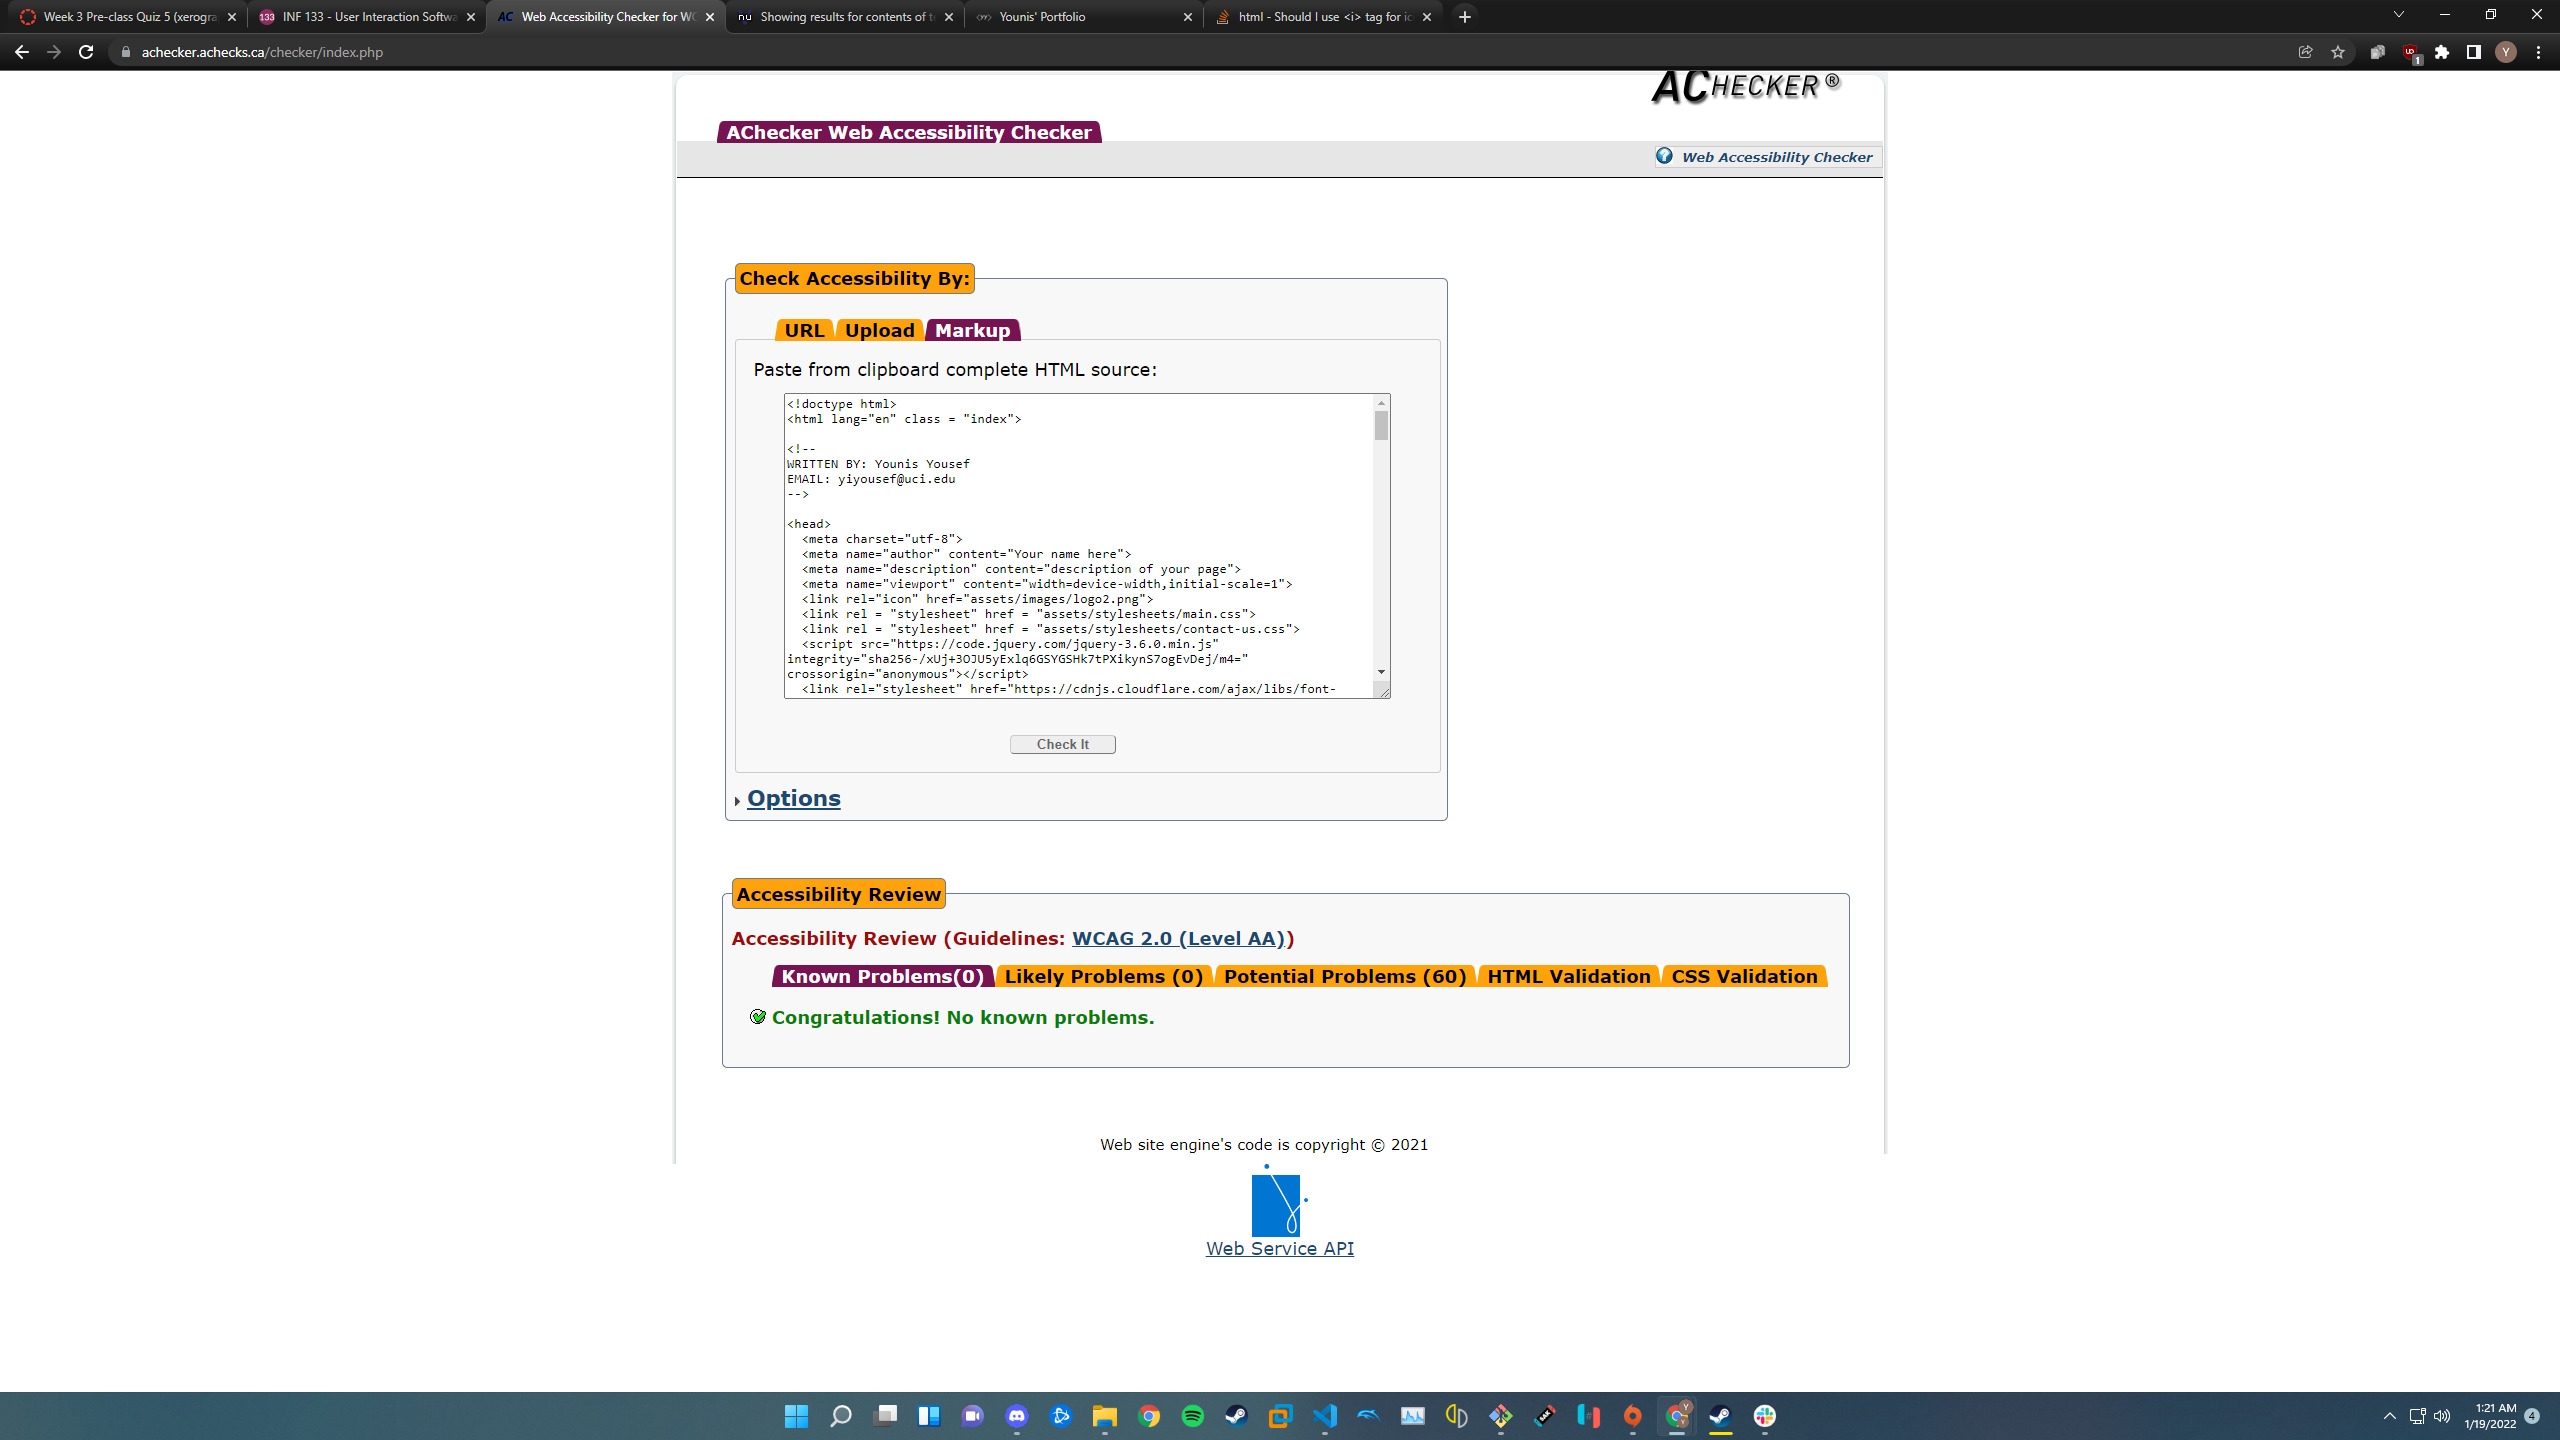 Week 3 Pre-class Quiz 5 (xerogra
INF 133 - User Interaction Softwa
Web Accessibility Checker for WC
Showing results for contents of t
Younis' Portfolio
html - Should I use <i> tag for ic
achecker.achecks.ca/checker/index.php
ACHECKER ®
AChecker Web Accessibility Checker
Web Accessibility Checker
Check Accessibility By:
URL Upload Markup
Paste from clipboard complete HTML source:
<!doctype html>
<html lang="en" class = "index">
<!--
WRITTEN BY: Younis Yousef
EMAIL: yiyousef@uci.edu
-->
<head>
<meta charset="utf-8">
<meta name="author" content="Your name here">
<meta name="description" content="description of your page">
<meta name="viewport" content="width=device-width,initial-scale=1">
<link rel="icon" href="assets/images/logo2.png">
<link rel = "stylesheet" href = "assets/stylesheets/main.css">
<link rel = "stylesheet" href = "assets/stylesheets/contact-us.css">
<script src="https://code.jquery.com/jquery-3.6.0.min.js"
integrity="sha256-/xUj+3OJU5yExlq6GSYGSHk7tPXikynS7ogEvDej/m4="
crossorigin="anonymous"></script>
<link rel="stylesheet" href="https://cdnjs.cloudflare.com/ajax/libs/font-
Check It
Options
Accessibility Review
Accessibility Review (Guidelines: WCAG 2.0 (Level AA))
Known Problems(0) Likely Problems (0) Potential Problems (60) HTML Validation CSS Validation
Congratulations! No known problems.
Web site engine's code is copyright © 2021
Web Service API
1:21 AM
1/19/2022
4